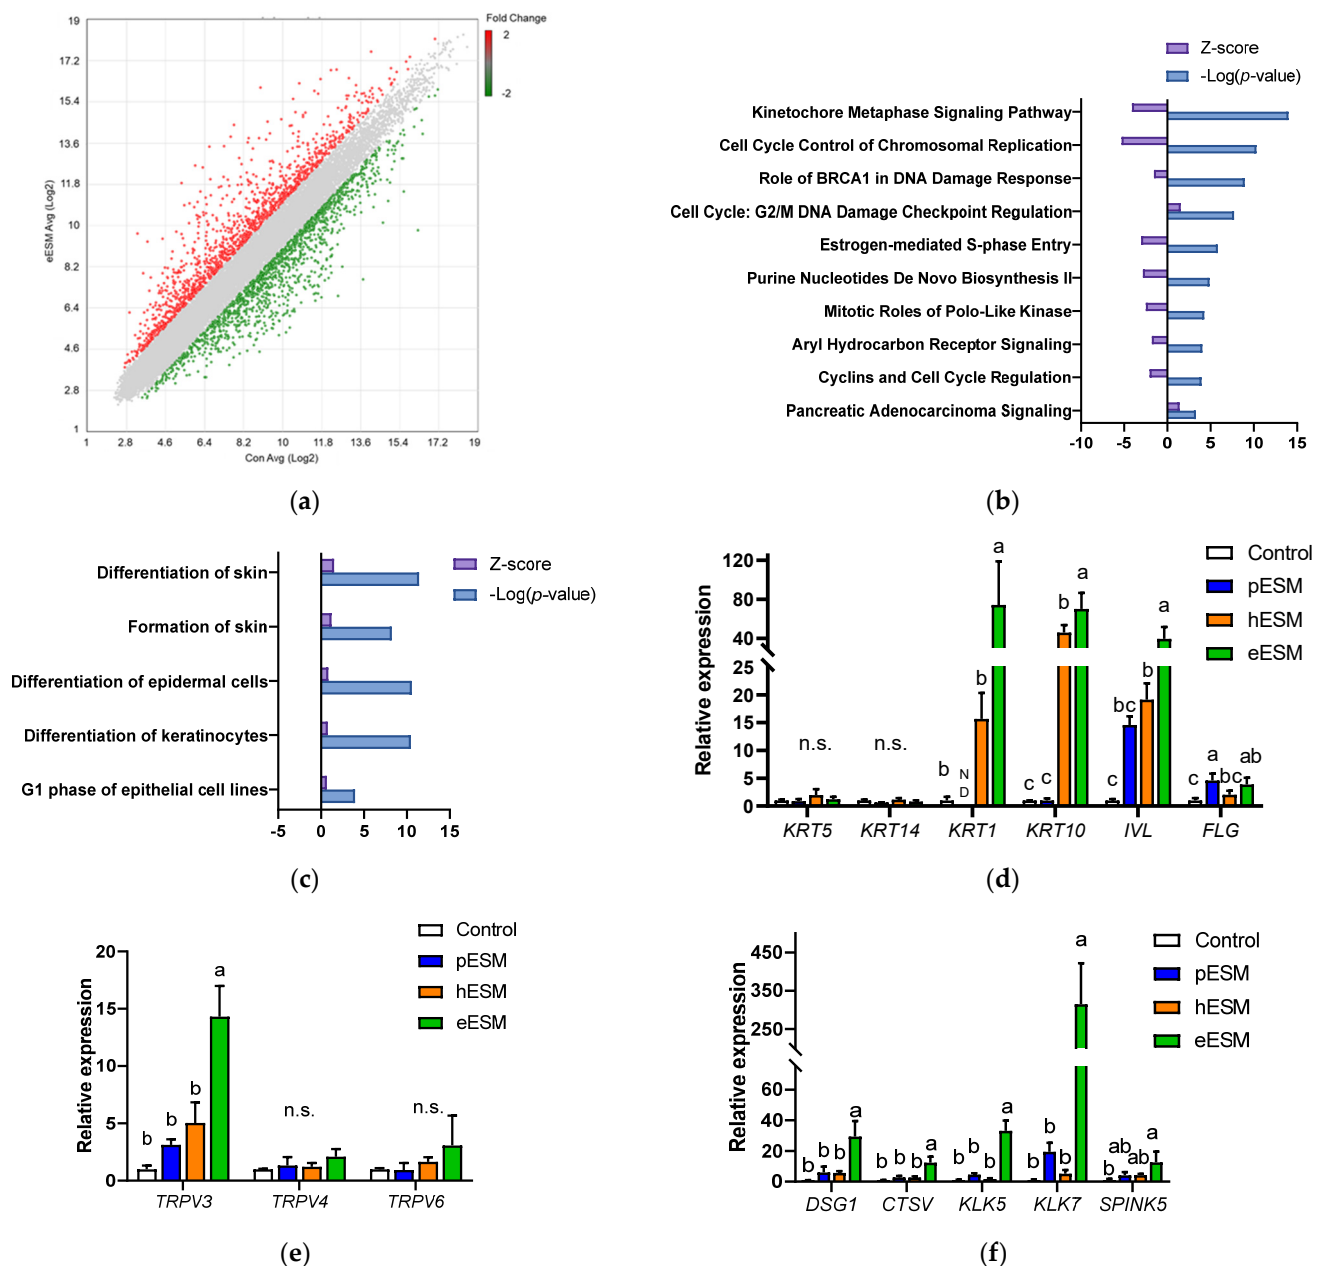 Fold Change
2
-2
19
17.2
15.4
13.6
11.8
10
8.2
6.4
4.6
2.8
1
eESM Avg (Log2)
1 2.8 4.6 6.4 8.2 10 11.8 13.6 15.4 17.2 19
Con Avg (Log2)
(a)
Z-score
-Log(p-value)
Kinetochore Metaphase Signaling Pathway
Cell Cycle Control of Chromosomal Replication
Role of BRCA1 in DNA Damage Response
Cell Cycle: G2/M DNA Damage Checkpoint Regulation
Estrogen-mediated S-phase Entry
Purine Nucleotides De Novo Biosynthesis II
Mitotic Roles of Polo-Like Kinase
Aryl Hydrocarbon Receptor Signaling
Cyclins and Cell Cycle Regulation
Pancreatic Adenocarcinoma Signaling
-10 -5 0 5 10 15
(b)
Z-score
-Log(p-value)
Differentiation of skin
Formation of skin
Differentiation of epidermal cells
Differentiation of keratinocytes
G1 phase of epithelial cell lines
-5 0 5 10 15
(c)
Control
pESM
hESM
eESM
Relative expression
120
80
40
25
20
15
10
5
0
n.s.
n.s.
b
N
D
b
a
c
c
b
a
c
bc
b
a
c
a
bc
ab
KRT5 KRT14 KRT1 KRT10 IVL FLG
(d)
Control
pESM
hESM
eESM
Relative expression
20
15
10
5
0
b
b
b
a
n.s.
n.s.
TRPV3 TRPV4 TRPV6
(e)
Control
pESM
hESM
eESM
Relative expression
450
350
250
60
40
20
0
b b b a
b b b a
b b b a
b b b a
b ab ab a
DSG1 CTSV KLK5 KLK7 SPINK5
(f)